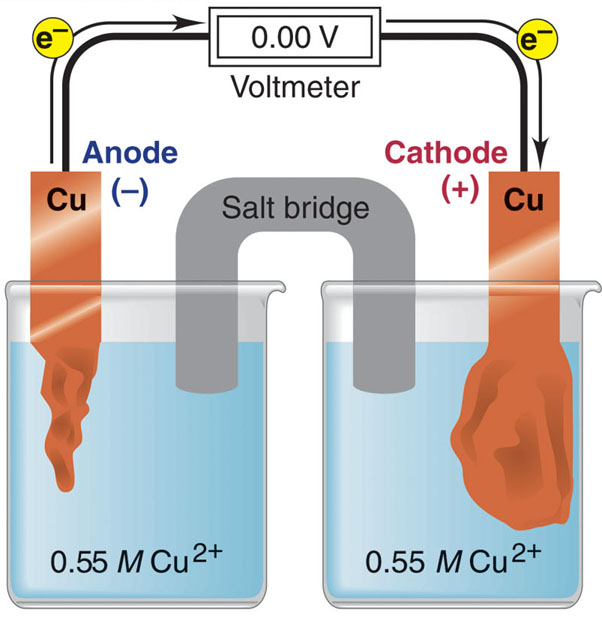 e⁻
0.00 V
e⁻
Voltmeter
Anode
(–)
Cathode
(+)
Cu
Salt bridge
Cu
0.55 M Cu²⁺
0.55 M Cu²⁺